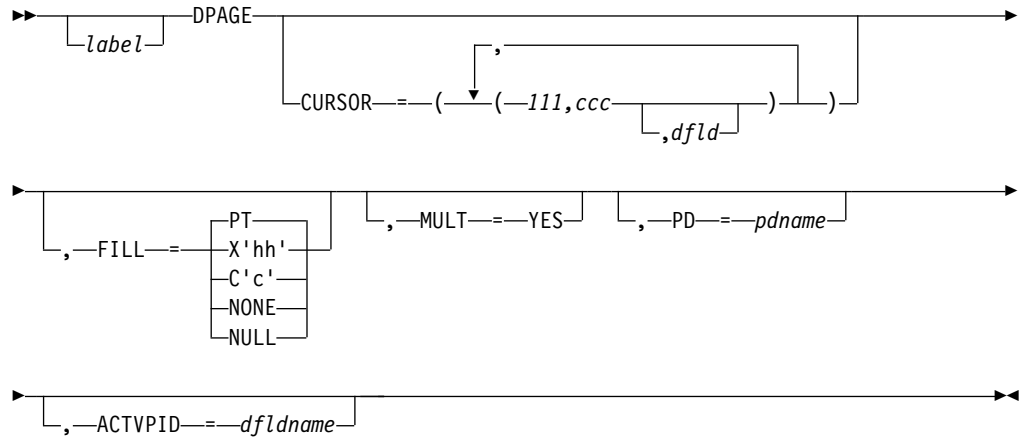 DPAGE
label
,
CURSOR = ( ( 111,ccc ) )
,dfld
PT
, FILL = X'hh' , MULT = YES , PD = pdname
C'c'
NONE
NULL
, ACTVPID = dfldname